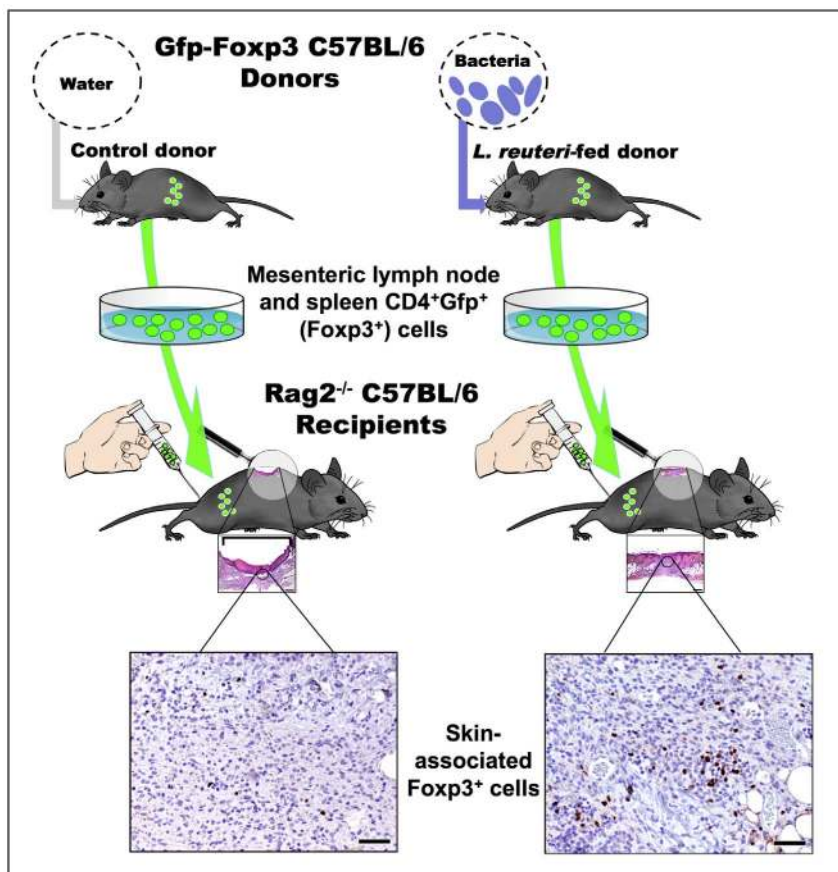 Gfp-Foxp3 C57BL/6
Donors
Water
Bacteria
Control donor
L. reuteri-fed donor
Mesenteric lymph node
and spleen CD4⁺Gfp⁺
(Foxp3⁺) cells
Rag2⁻/⁻ C57BL/6
Recipients
Skin-
associated
Foxp3⁺ cells